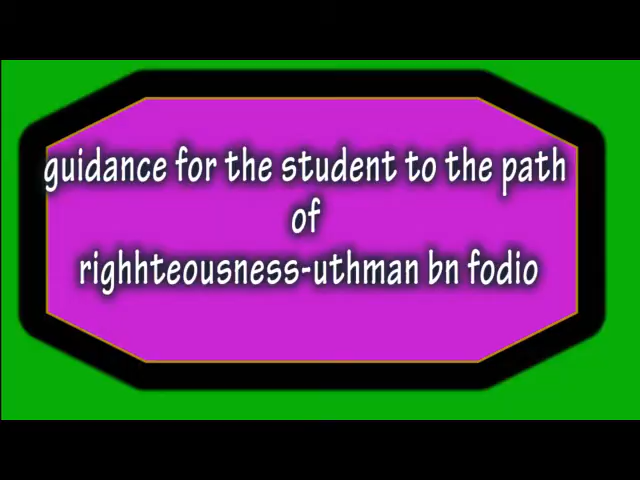 guidance for the student to the path
of
righhteousness-uthman bn fodio